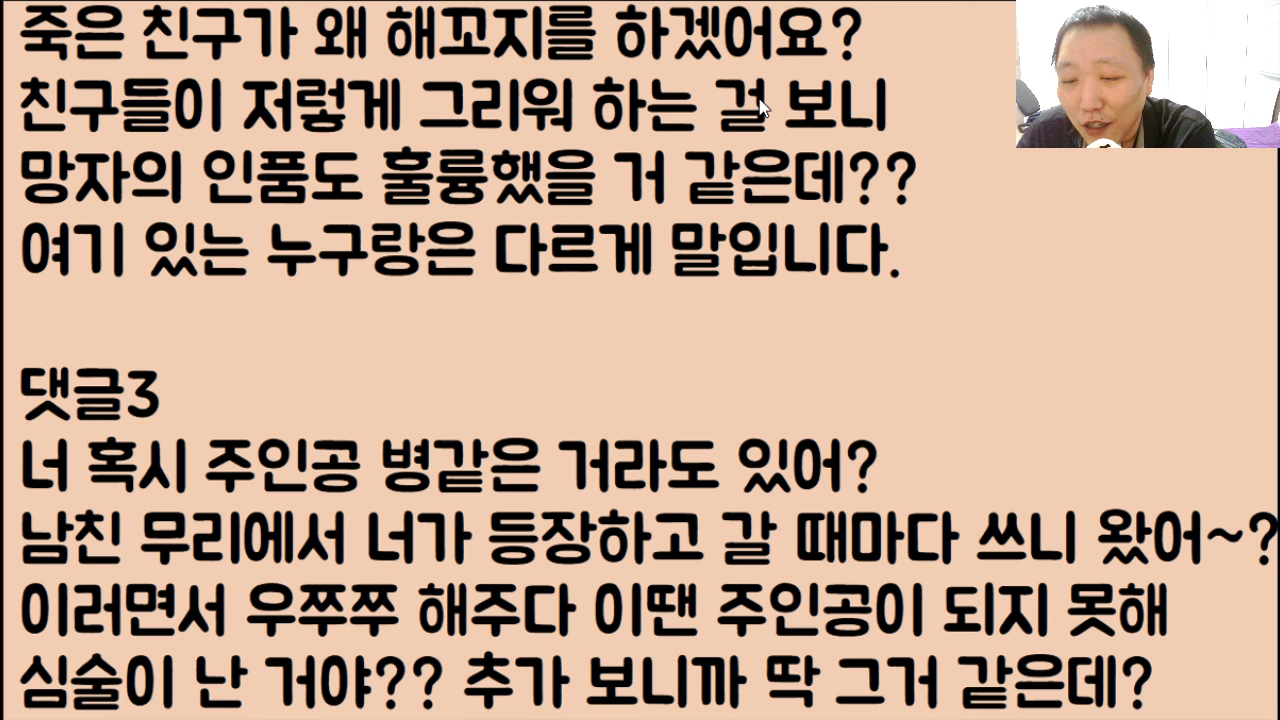 죽은 친구가 왜 해꼬지를 하겠어요?
친구들이 저렇게 그리워 하는 걸 보니
망자의 인품도 훌륭했을 거 같은데??
여기 있는 누구랑은 다르게 말입니다.
댓글3
너 혹시 주인공 병같은 거라도 있어?
남친 무리에서 너가 등장하고 갈 때마다 쓰니 왔어~?
이러면서 우쭈쭈 해주다 이땐 주인공이 되지 못해
심술이 난 거야?? 추가 보니까 딱 그거 같은데?